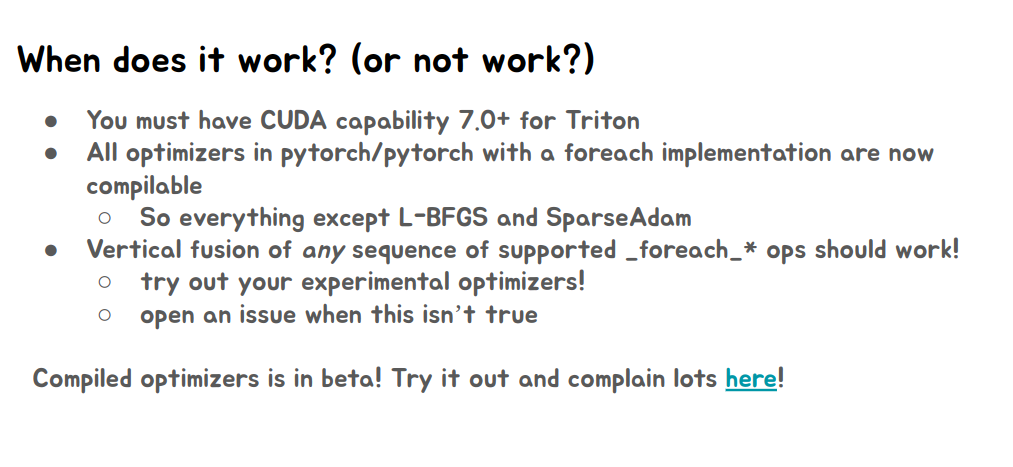 When does it work? (or not work?)
● You must have CUDA capability 7.0+ for Triton
● All optimizers in pytorch/pytorch with a foreach implementation are now
compilable
○ So everything except L-BFGS and SparseAdam
● Vertical fusion of any sequence of supported _foreach_* ops should work!
○ try out your experimental optimizers!
○ open an issue when this isn’t true
Compiled optimizers is in beta! Try it out and complain lots here!